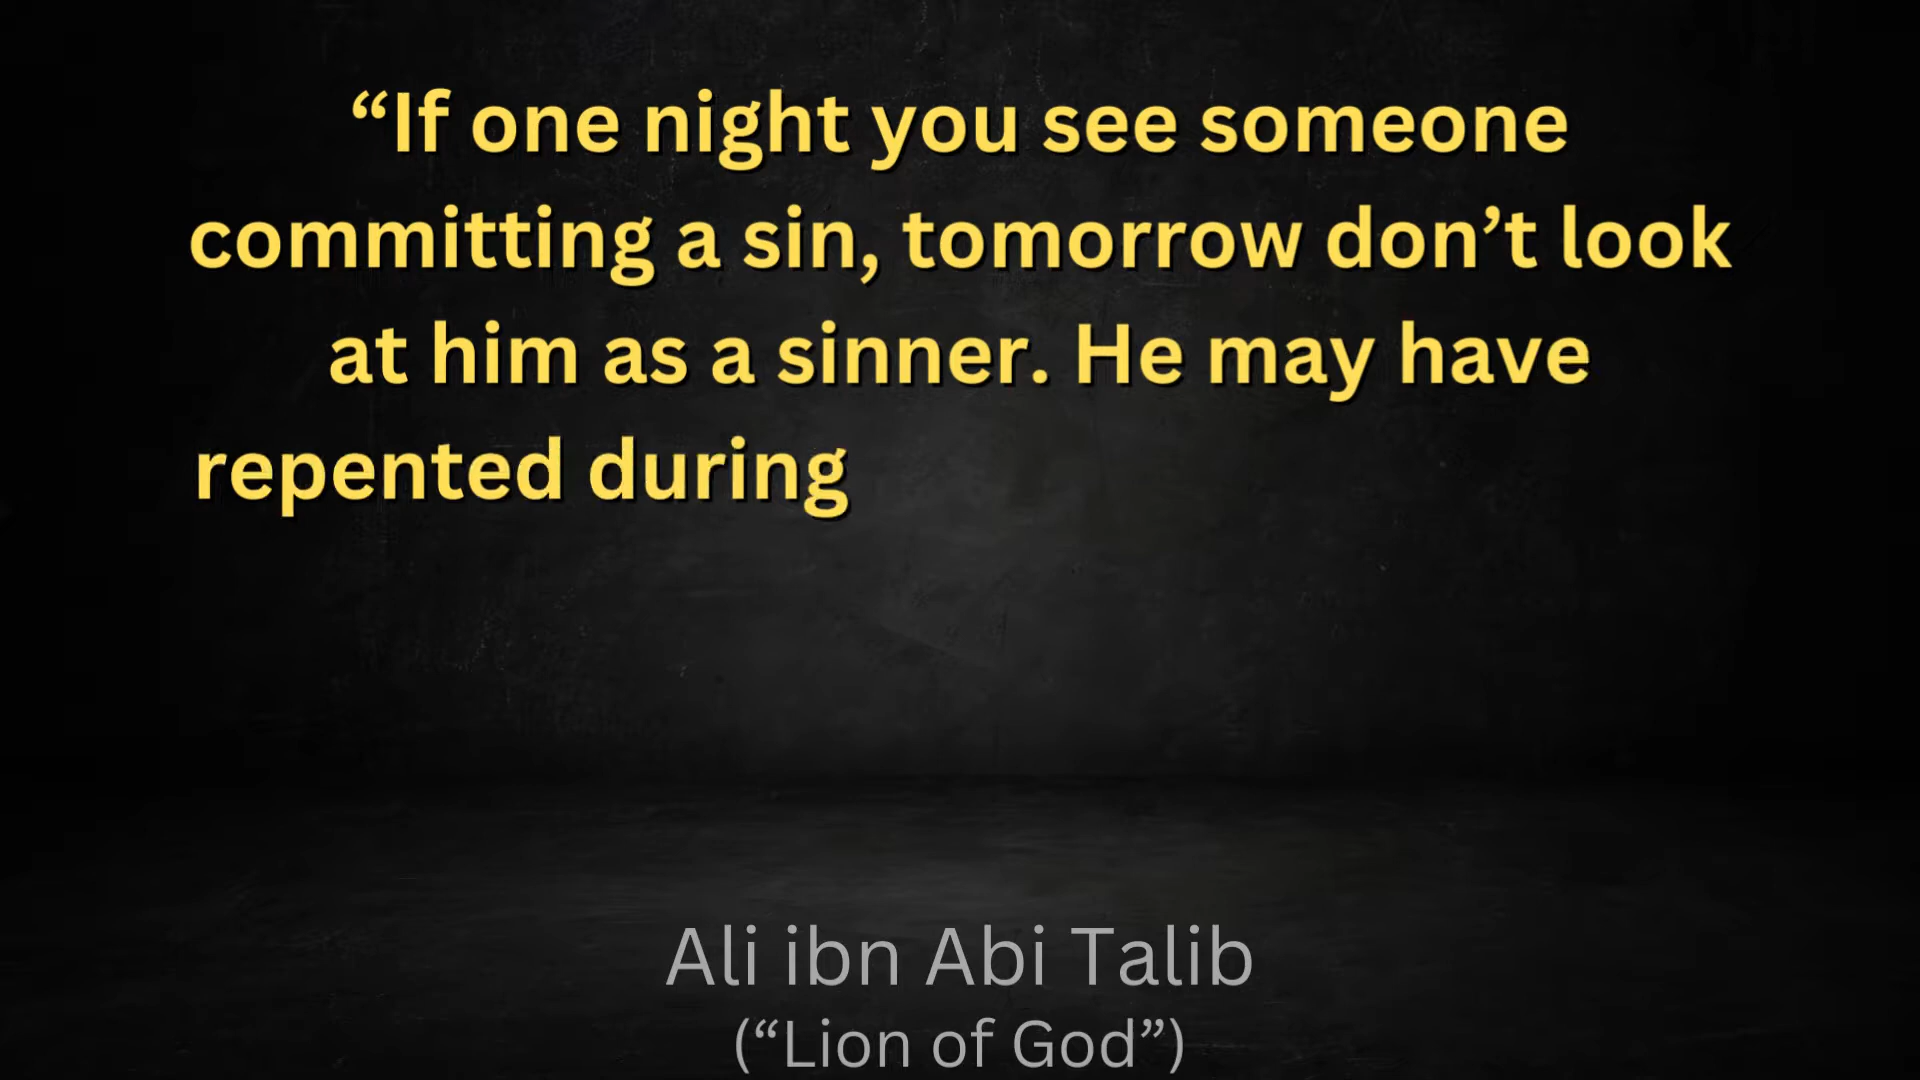 “If one night you see someone
committing a sin, tomorrow don’t look
at him as a sinner. He may have
repented during
Ali ibn Abi Talib
(“Lion of God”)